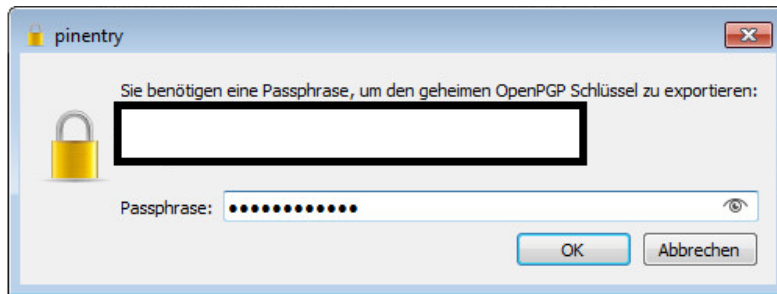 pinentry
Sie benötigen eine Passphrase, um den geheimen OpenPGP Schlüssel zu exportieren:
Passphrase: ••••••••••••
OK Abbrechen